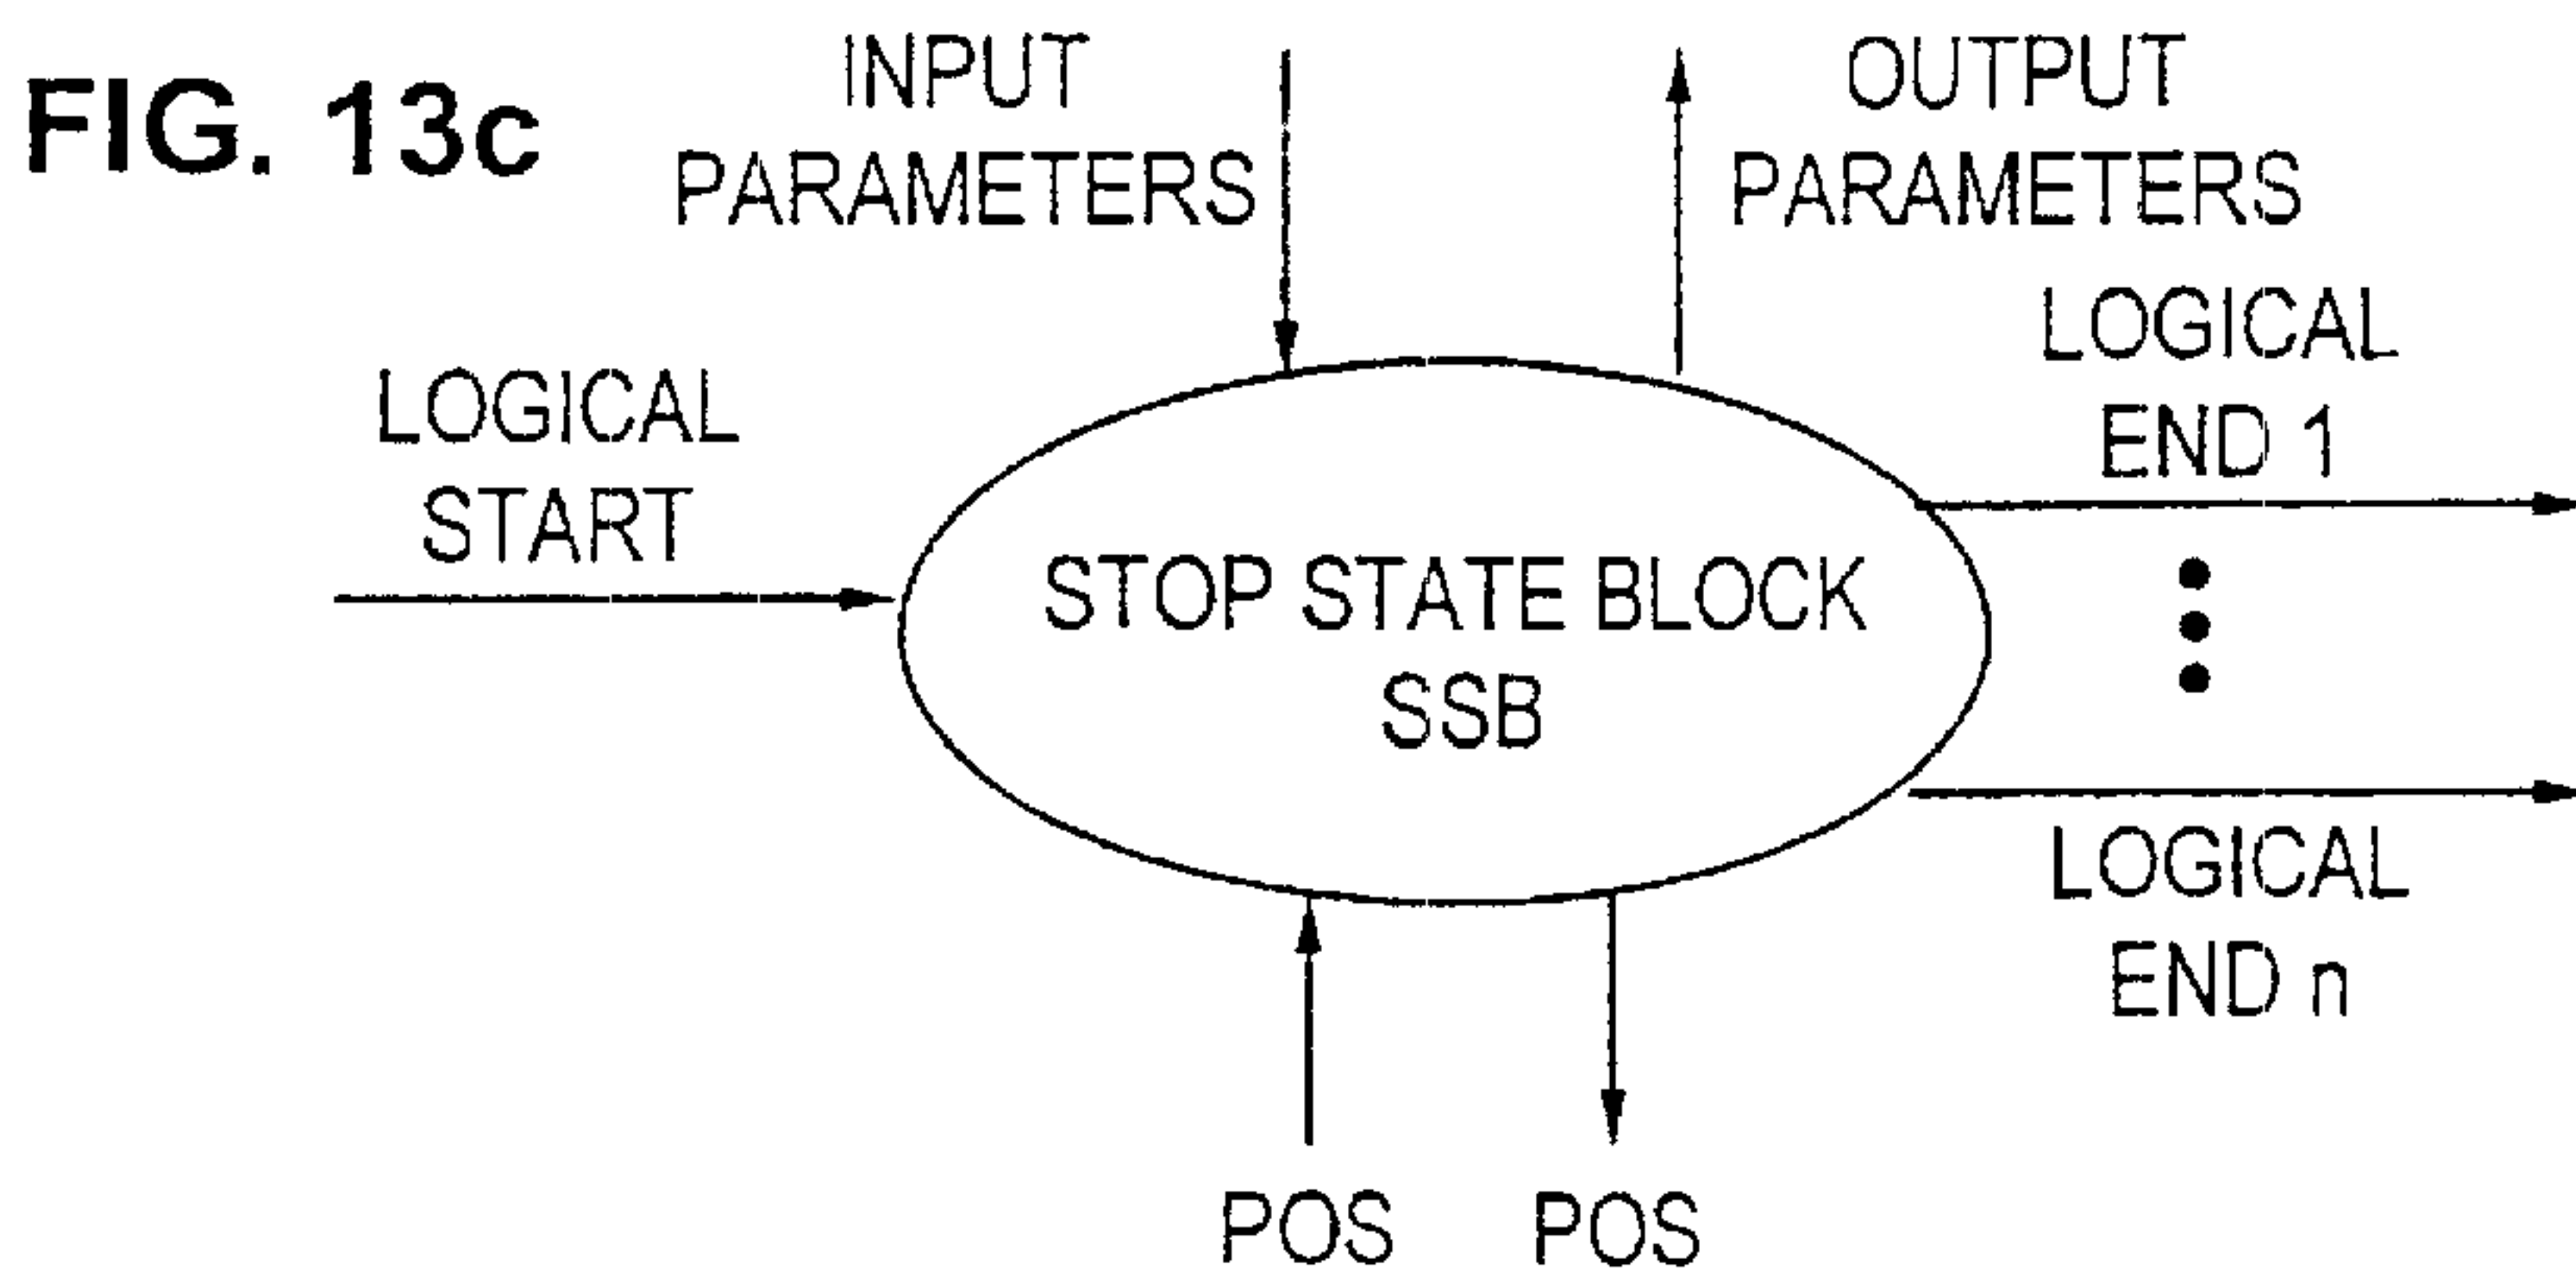 FIG. 13c
INPUT
PARAMETERS
OUTPUT
PARAMETERS
LOGICAL
START
LOGICAL
END 1
STOP STATE BLOCK
SSB
LOGICAL
END n
POS
POS